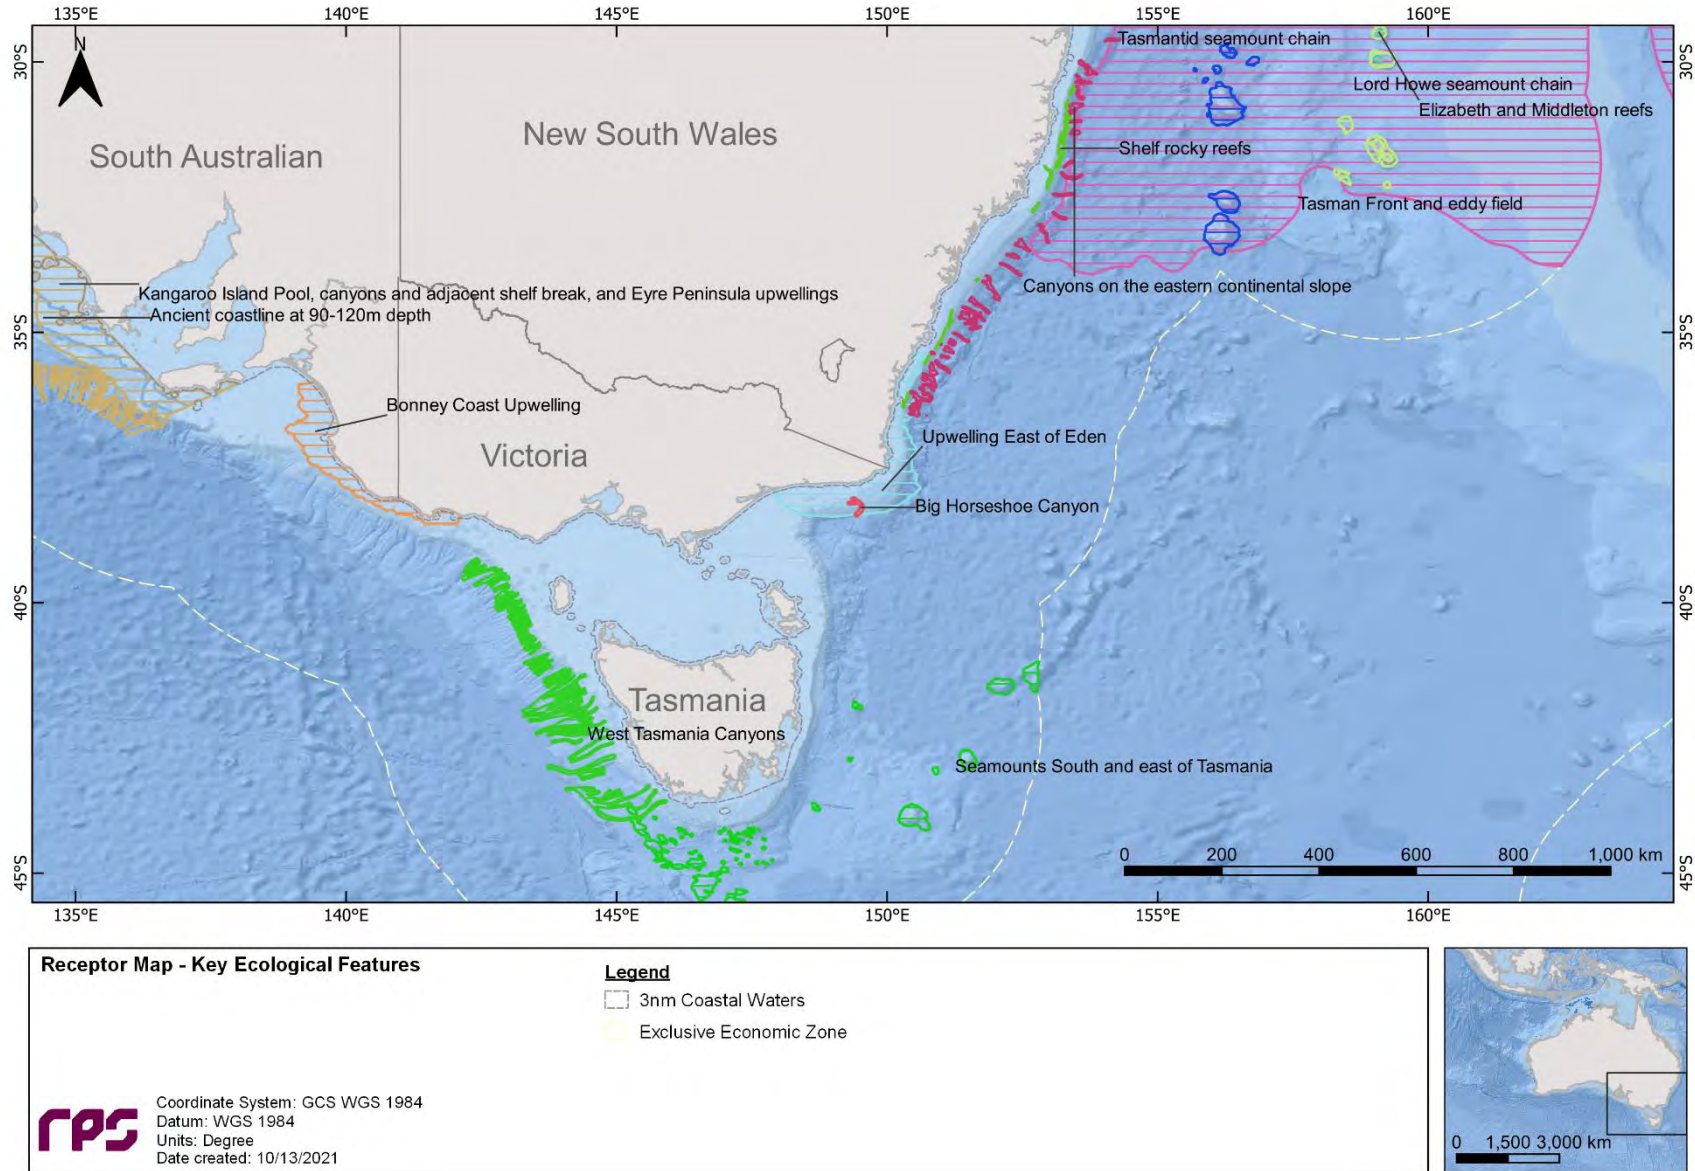 135°E 140°E 145°E 150°E 155°E 160°E
N
30°S
30°S
Tasmantid seamount chain
Lord Howe seamount chain
Elizabeth and Middleton reefs
New South Wales
South Australian
Shelf rocky reefs
Tasman Front and eddy field
Canyons on the eastern continental slope
Kangaroo Island Pool, canyons and adjacent shelf break, and Eyre Peninsula upwellings
Ancient coastline at 90-120m depth
35°S
35°S
Bonney Coast Upwelling
Upwelling East of Eden
Victoria
Big Horseshoe Canyon
40°S
40°S
Tasmania
West Tasmania Canyons
Seamounts South and east of Tasmania
0 200 400 600 800 1,000 km
45°S
45°S
135°E 140°E 145°E 150°E 155°E 160°E
Receptor Map - Key Ecological Features
Legend
3nm Coastal Waters
Exclusive Economic Zone
rps
Coordinate System: GCS WGS 1984
Datum: WGS 1984
Units: Degree
Date created: 10/13/2021
0 1,500 3,000 km